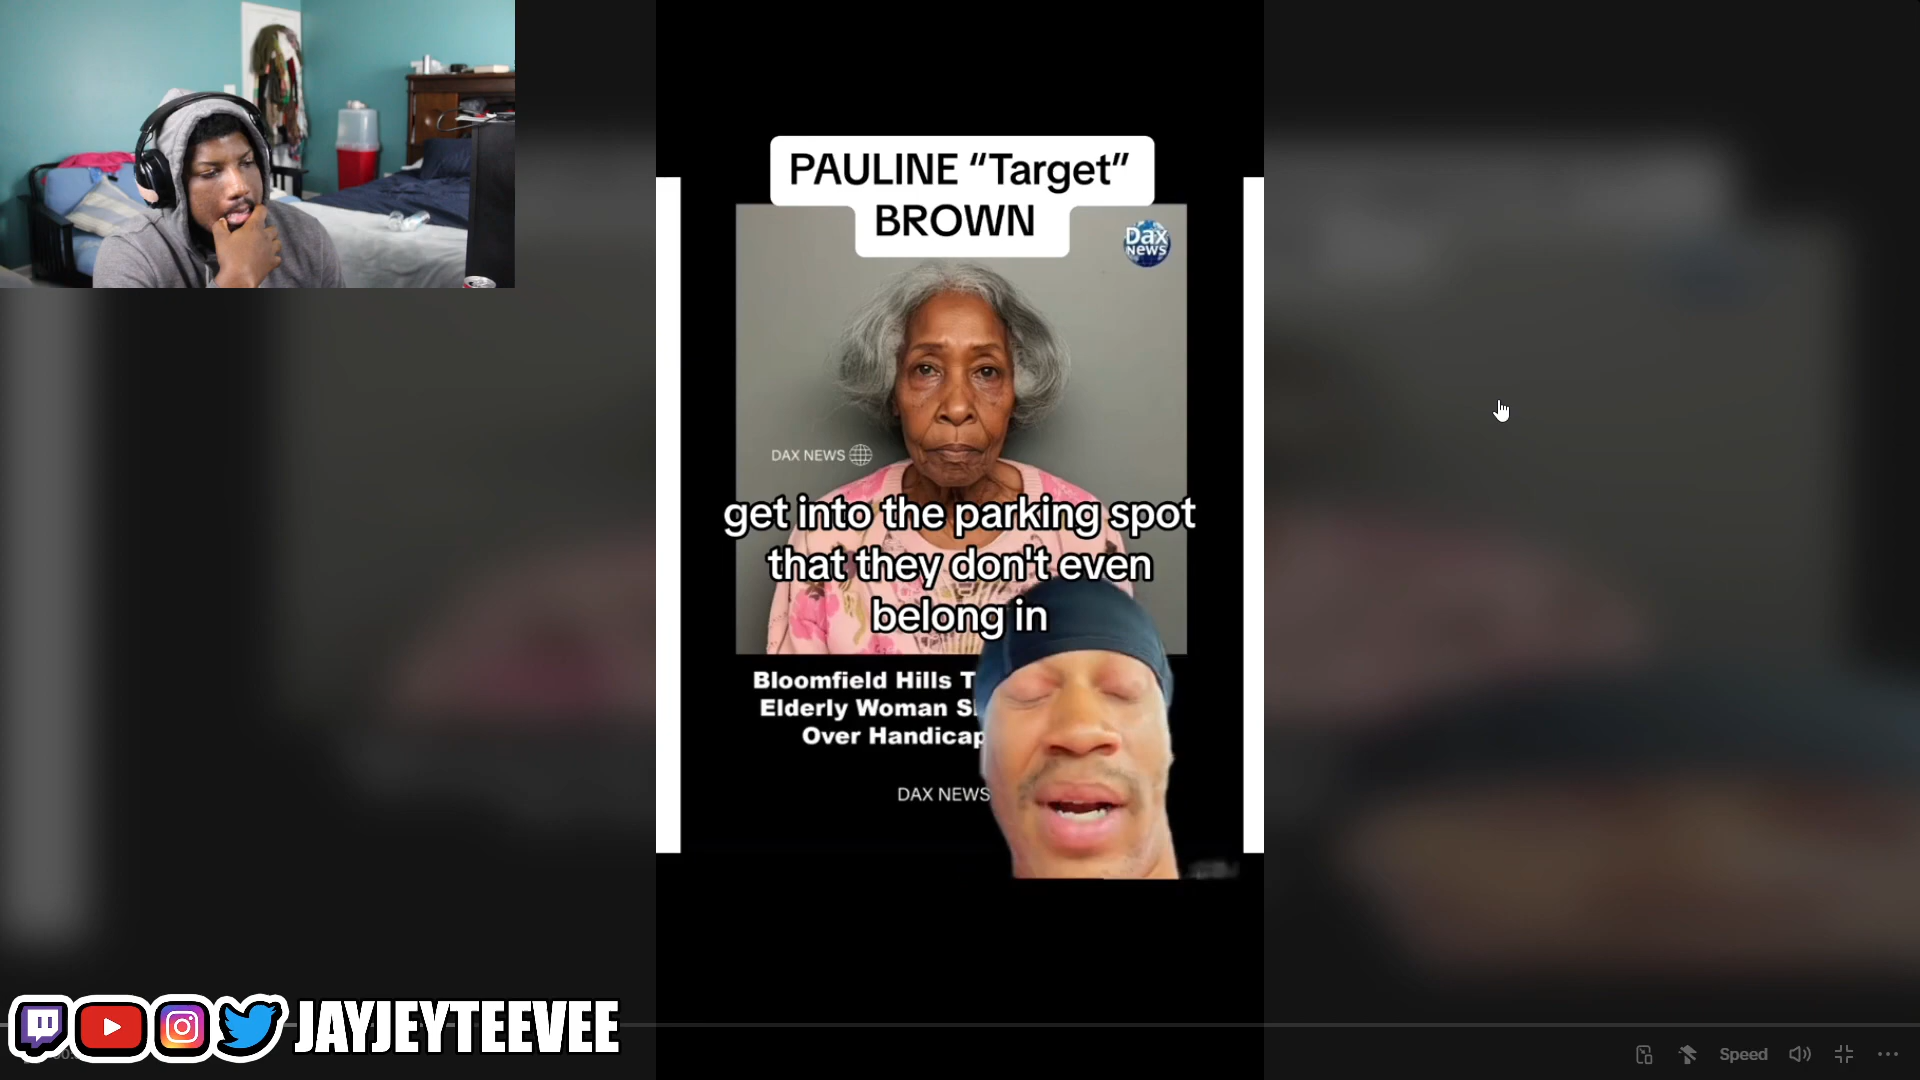 PAULINE “Target”
BROWN
Dax
NEWS
DAX NEWS
get into the parking spot
that they don't even
belong in
Bloomfield Hills
Elderly Woman
Over Handicap
DAX NEWS
JAYJEYTEEVEE
Speed